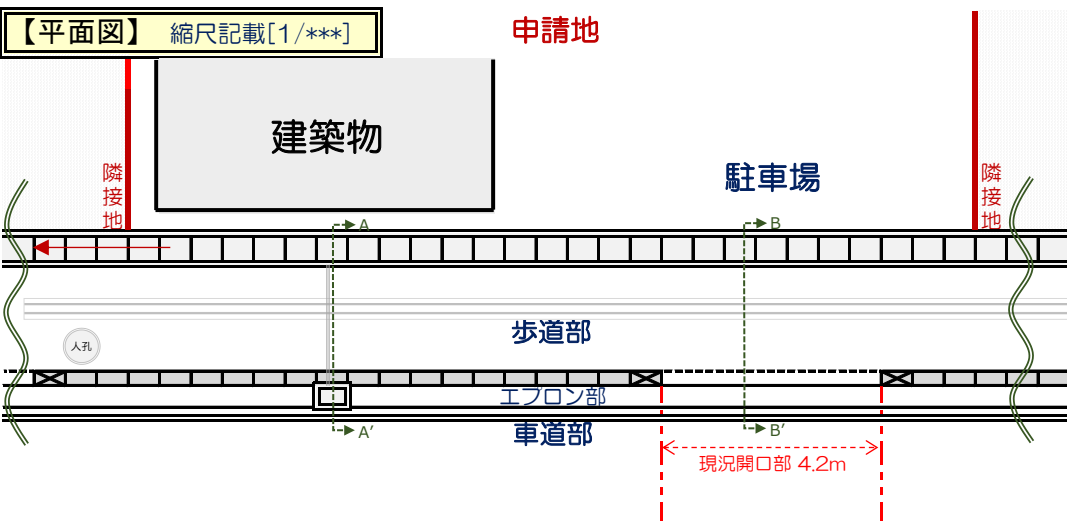 【平面図】 縮尺記載[1/***]
申請地
建築物
駐車場
隣接地
隣接地
A
B
歩道部
人孔
エプロン部
A'
B'
車道部
現況開口部 4.2m